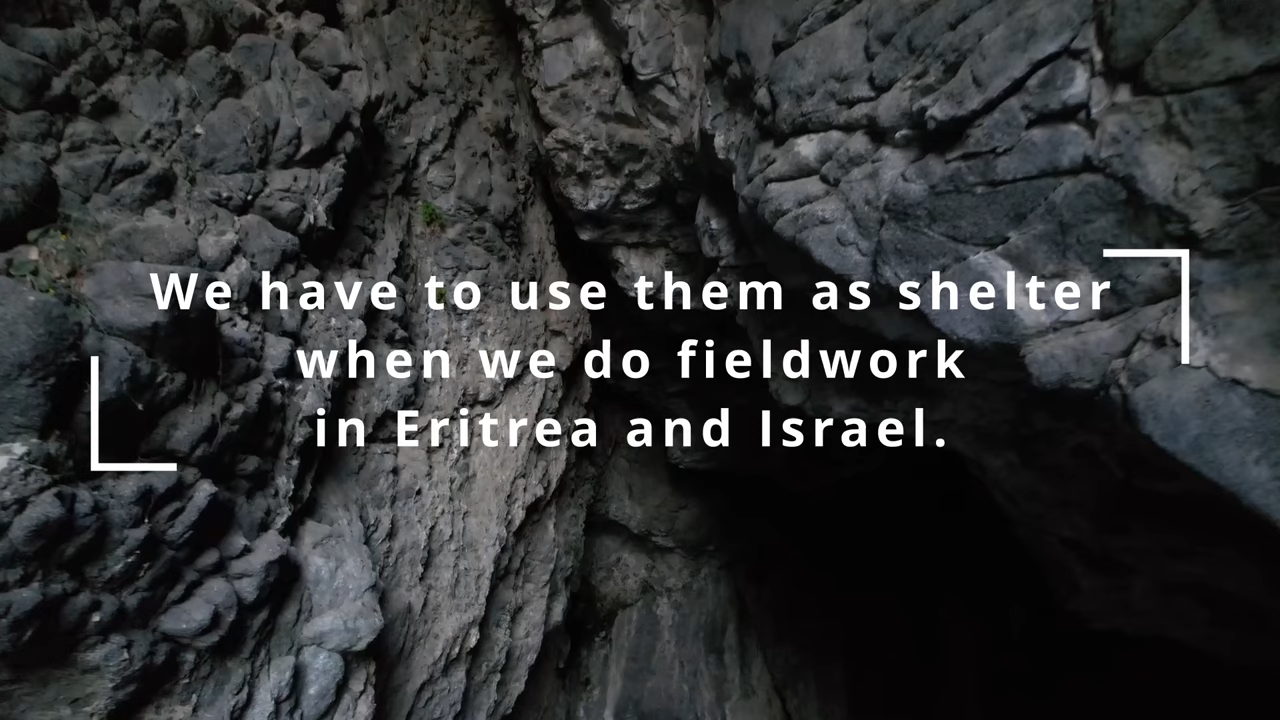 We have to use them as shelter
when we do fieldwork
in Eritrea and Israel.